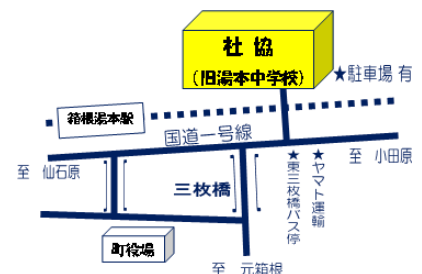 社協
(旧湯本中学校)
★駐車場 有
箱根湯本駅
国道一号線
至 仙石原
至 小田原
三枚橋
★ヤマト運輸
★東三枚橋バス停
町役場
至 元箱根